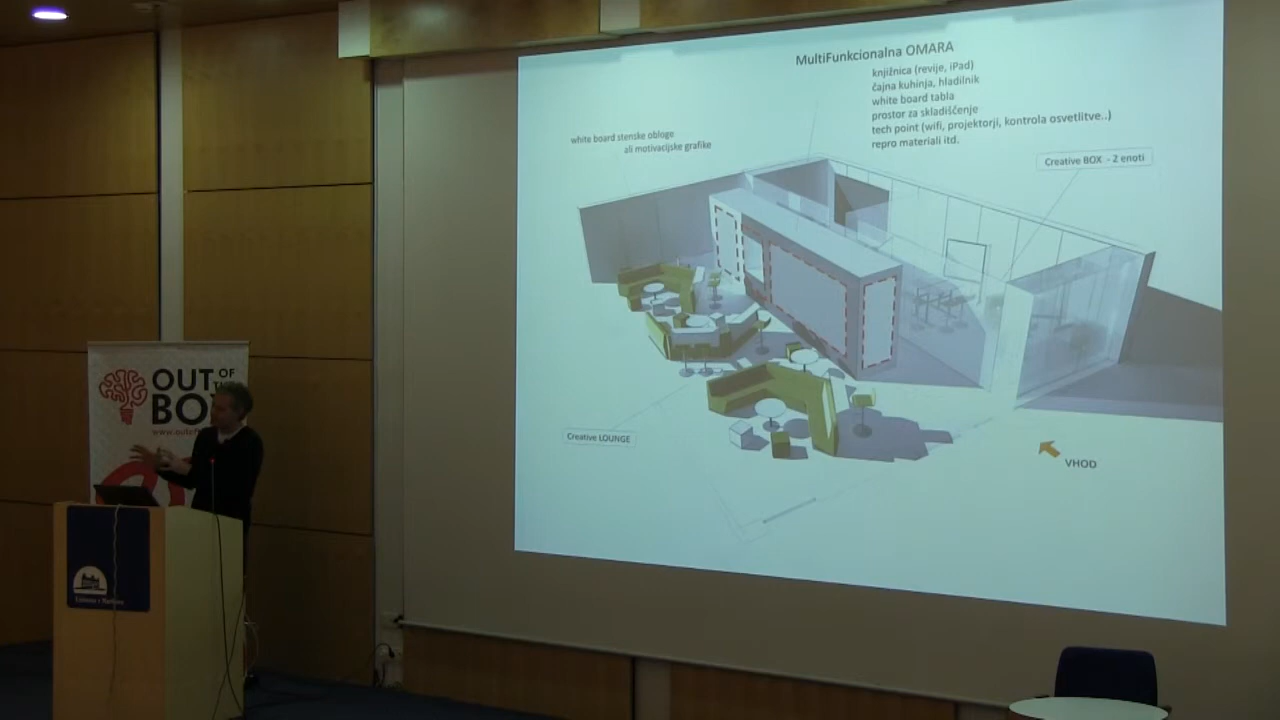 MultiFunkcionalna OMARA
knjižnica (revije, iPad)
čajna kuhinja, hladilnik
white board tabla
prostor za skladiščenje
tech point (wifi, projektorji, kontrola osvetlitve..)
repro materiali itd.
white board stenske obloge
ali motivacijske grafike
Creative BOX - 2 enoti
Creative LOUNGE
VHOD
OUT OF
BO